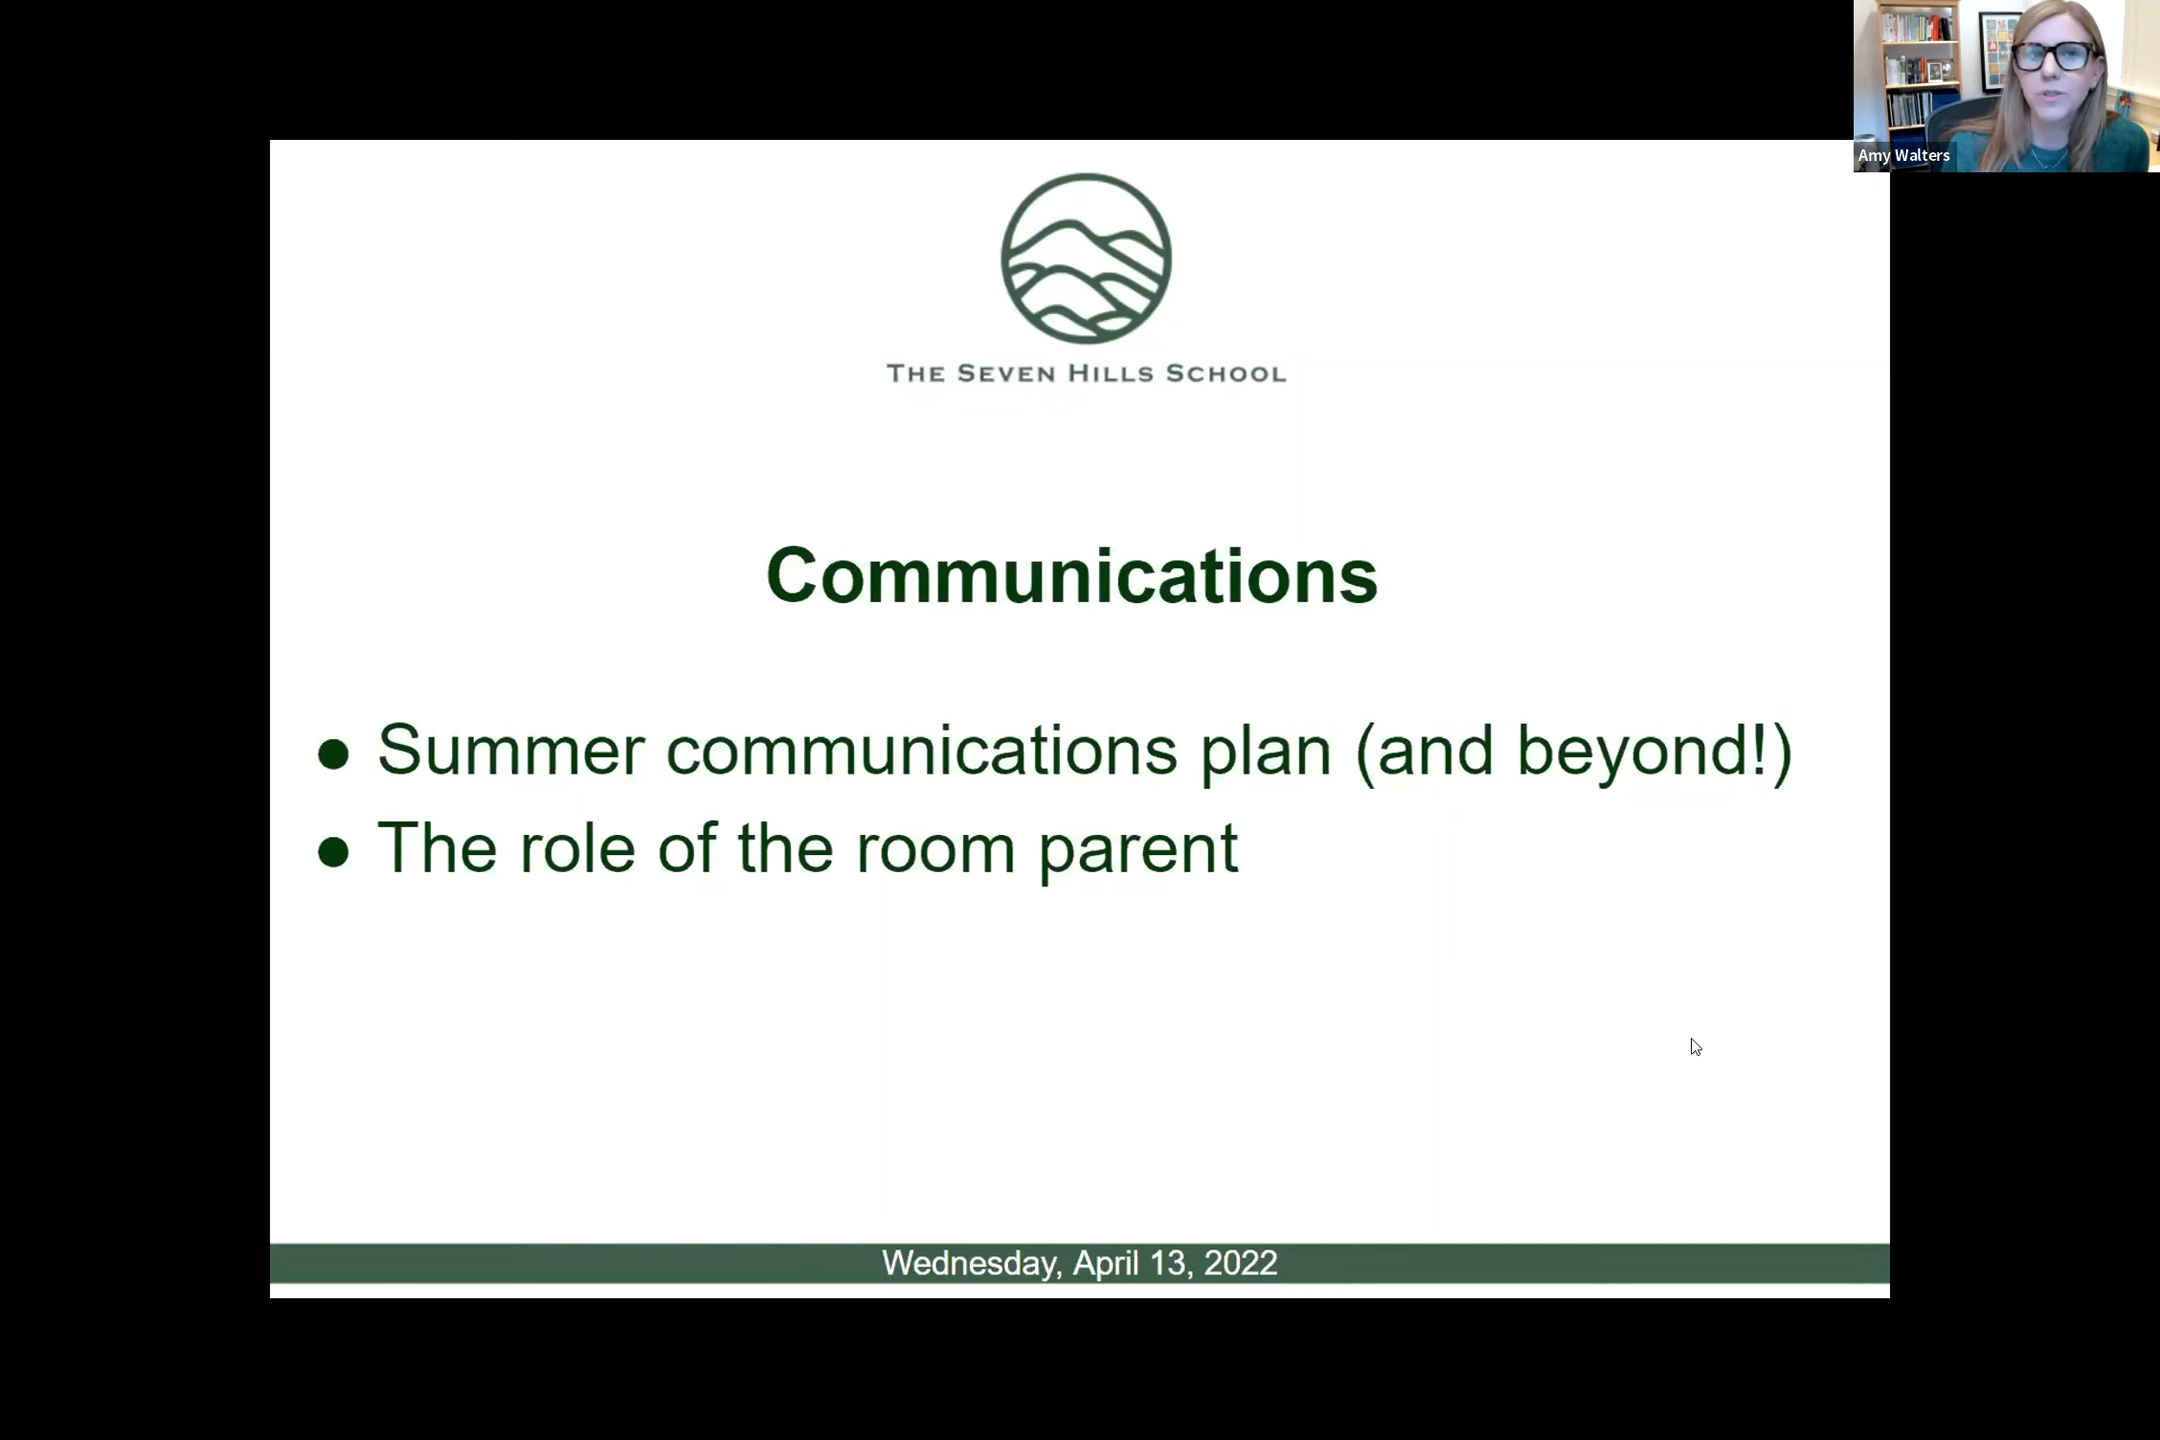 Amy Walters
THE SEVEN HILLS SCHOOL
Communications
● Summer communications plan (and beyond!)
● The role of the room parent
Wednesday, April 13, 2022